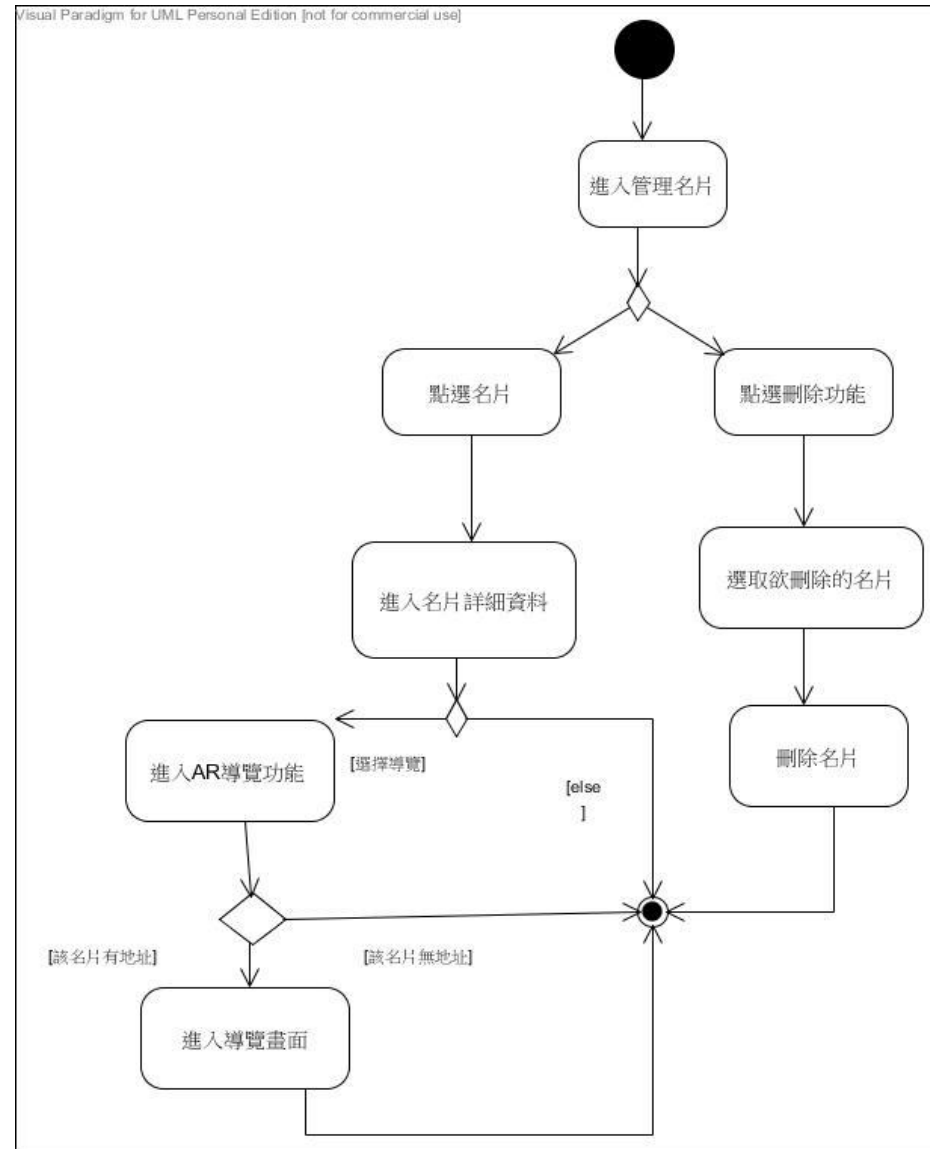 Visual Paradigm for UML Personal Edition [not for commercial use]
進入管理名片
點選名片
點選刪除功能
進入名片詳細資料
選取欲刪除的名片
進入AR導覽功能
[選擇導覽]
[else
]
刪除名片
[該名片有地址]
[該名片無地址]
進入導覽畫面